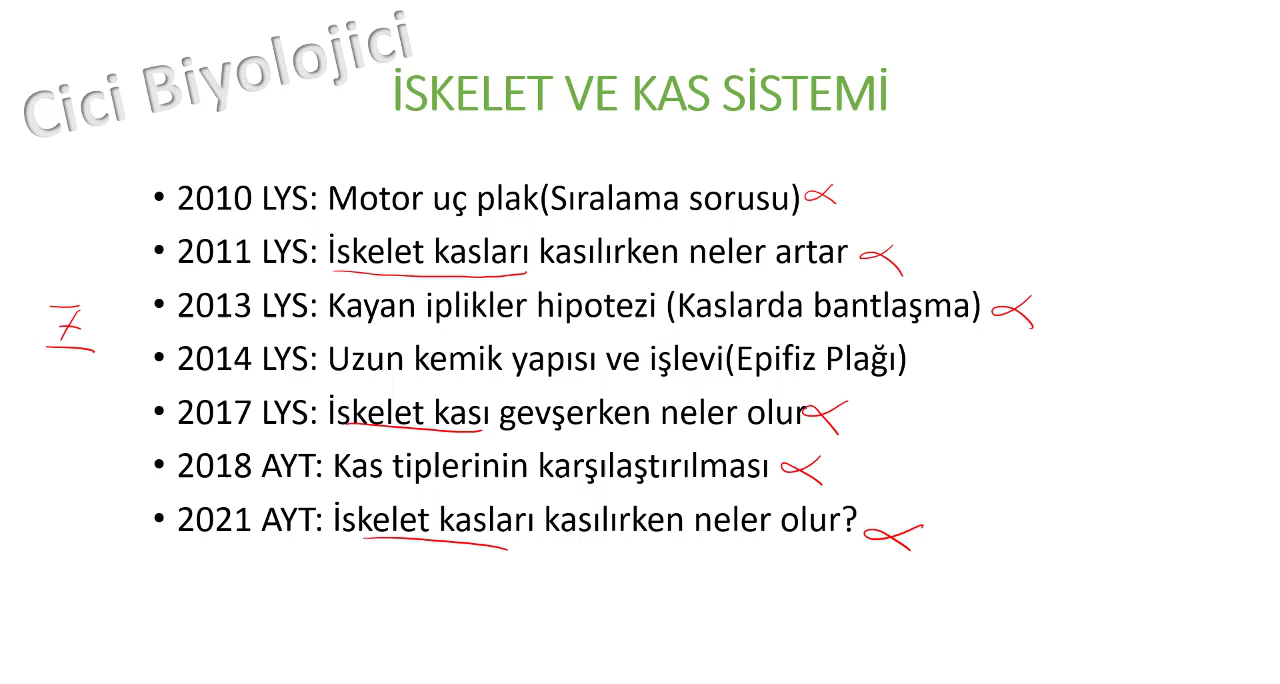 Cici Biyolojici
İSKELET VE KAS SİSTEMİ
• 2010 LYS: Motor uç plak(Sıralama sorusu)
• 2011 LYS: İskelet kasları kasılırken neler artar
• 2013 LYS: Kayan iplikler hipotezi (Kaslarda bantlaşma)
7
• 2014 LYS: Uzun kemik yapısı ve işlevi(Epifiz Plağı)
• 2017 LYS: İskelet kası gevşerken neler olur
• 2018 AYT: Kas tiplerinin karşılaştırılması
• 2021 AYT: İskelet kasları kasılırken neler olur?